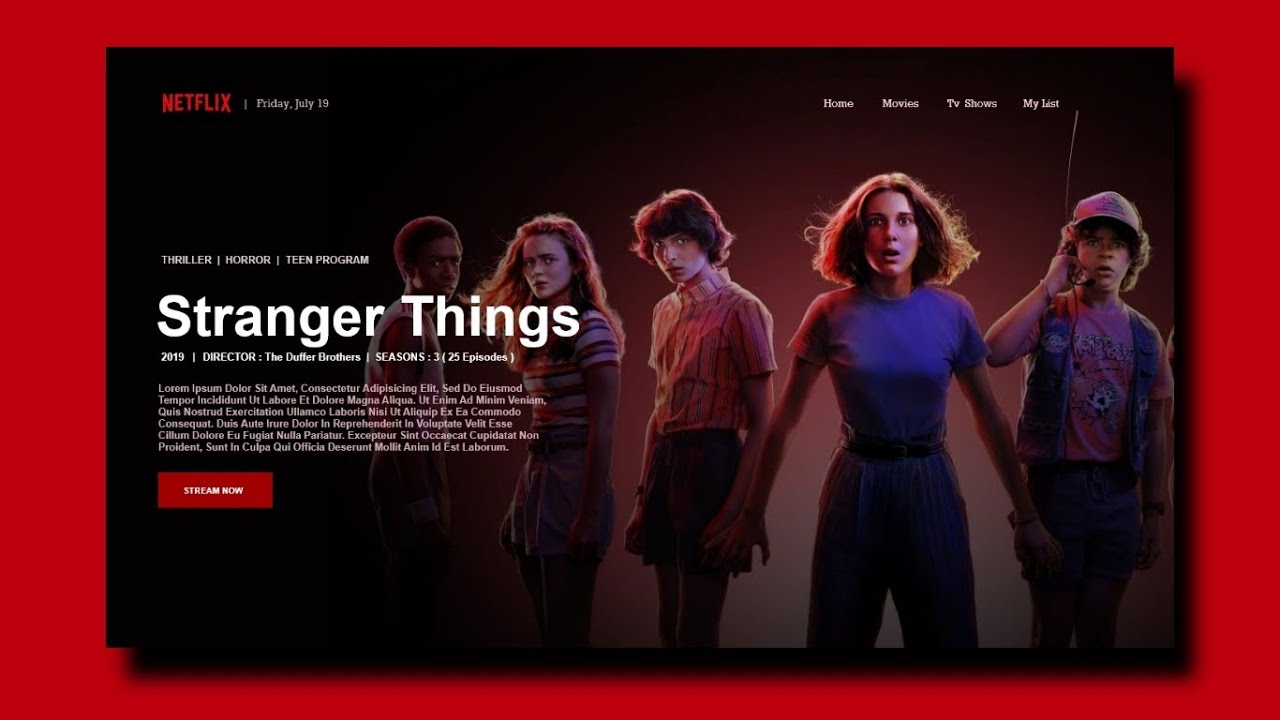 NETFLIX | Friday, July 19 Home Movies Tv Shows My List
THRILLER | HORROR | TEEN PROGRAM
Stranger Things
2019 | DIRECTOR : The Duffer Brothers | SEASONS : 3 ( 25 Episodes )
Lorem Ipsum Dolor Sit Amet, Consectetur Adipisicing Elit, Sed Do Eiusmod
Tempor Incididunt Ut Labore Et Dolore Magna Aliqua. Ut Enim Ad Minim Veniam,
Quis Nostrud Exercitation Ullamco Laboris Nisi Ut Aliquip Ex Ea Commodo
Consequat. Duis Aute Irure Dolor In Reprehenderit In Voluptate Velit Esse
Cillum Dolore Eu Fugiat Nulla Pariatur. Excepteur Sint Occaecat Cupidatat Non
Proident, Sunt In Culpa Qui Officia Deserunt Mollit Anim Id Est Laborum.
STREAM NOW